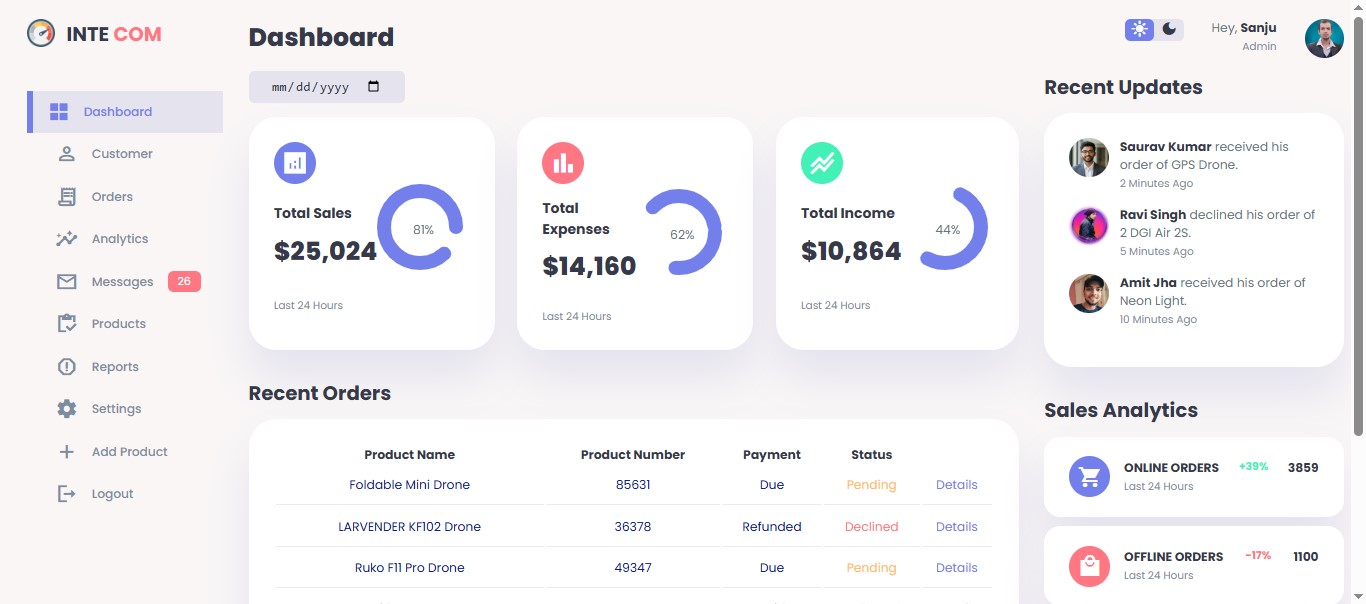 INTE COM
Dashboard
Customer
Orders
Analytics
Messages 26
Products
Reports
Settings
Add Product
Logout
Dashboard
mm/dd/yyyy
Total Sales
$25,024
81%
Last 24 Hours
Total
Expenses
$14,160
62%
Last 24 Hours
Total Income
$10,864
44%
Last 24 Hours
Recent Orders
Product Name Product Number Payment Status
Foldable Mini Drone 85631 Due Pending Details
LARVENDER KF102 Drone 36378 Refunded Declined Details
Ruko F11 Pro Drone 49347 Due Pending Details
Hey, Sanju
Admin
Recent Updates
Saurav Kumar received his
order of GPS Drone.
2 Minutes Ago
Ravi Singh declined his order of
2 DGI Air 2S.
5 Minutes Ago
Amit Jha received his order of
Neon Light.
10 Minutes Ago
Sales Analytics
ONLINE ORDERS +39% 3859
Last 24 Hours
OFFLINE ORDERS -17% 1100
Last 24 Hours